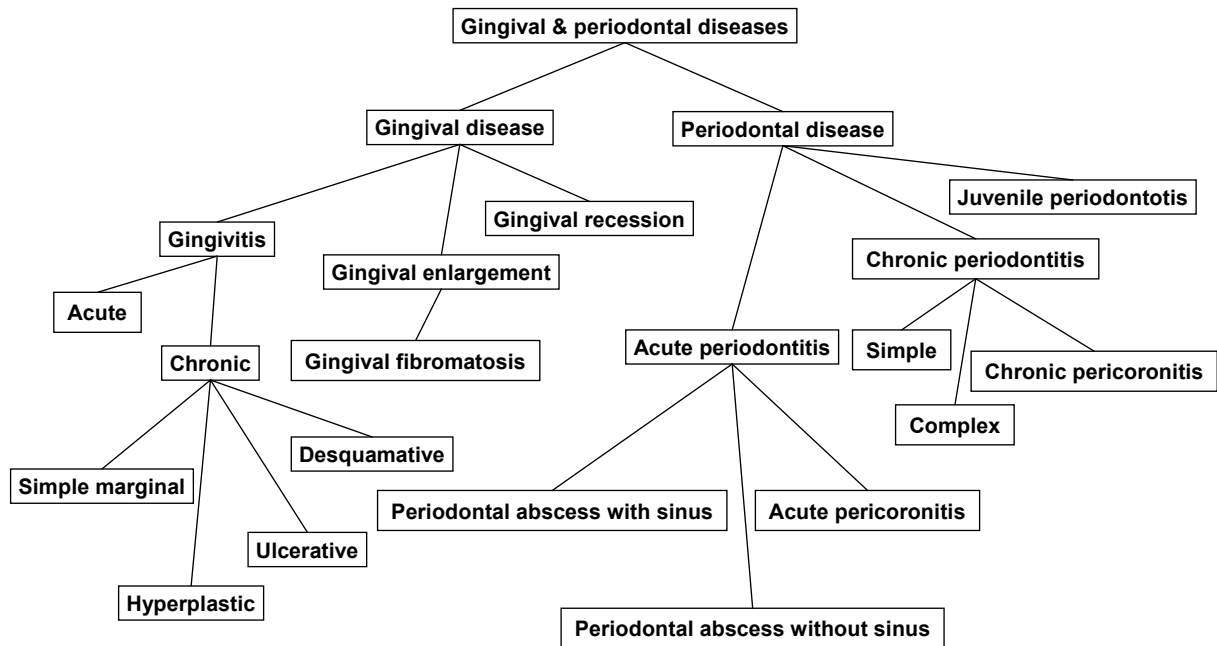 Gingival & periodontal diseases
Gingival disease
Periodontal disease
Juvenile periodontotis
Gingival recession
Gingivitis
Chronic periodontitis
Gingival enlargement
Acute
Acute periodontitis
Simple
Chronic
Gingival fibromatosis
Chronic pericoronitis
Complex
Desquamative
Simple marginal
Periodontal abscess with sinus
Acute pericoronitis
Ulcerative
Hyperplastic
Periodontal abscess without sinus